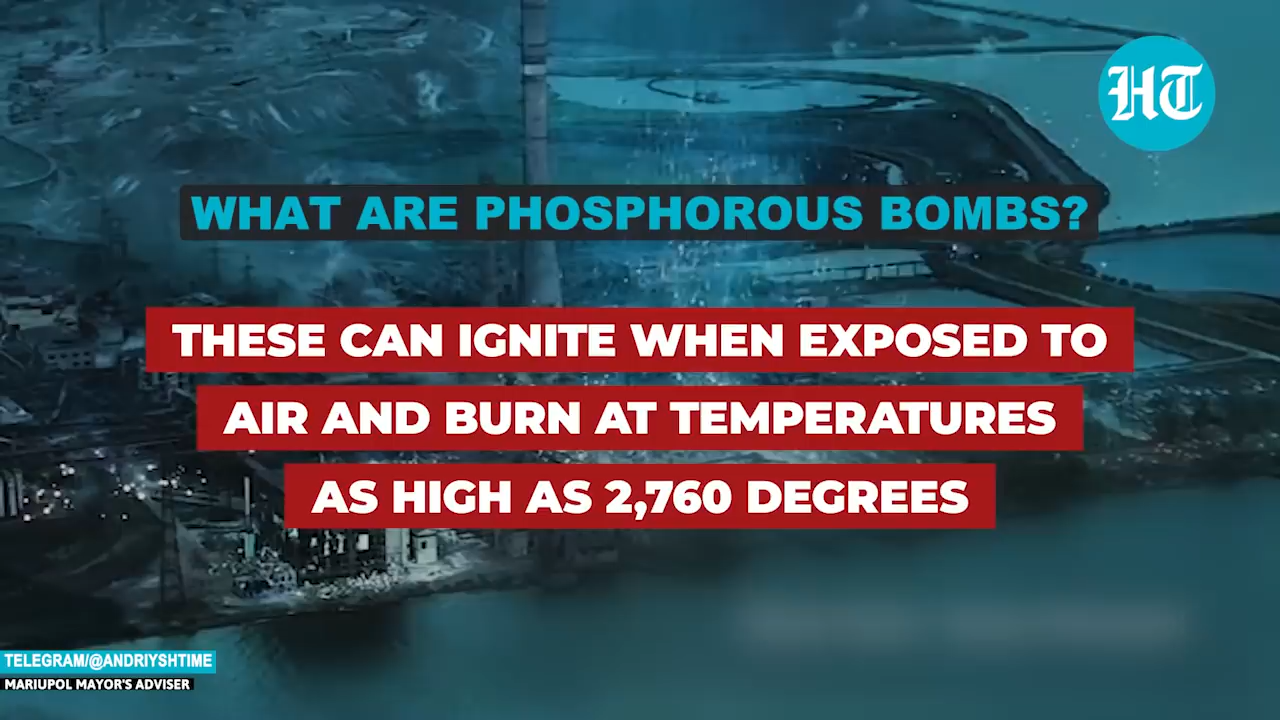 HT
WHAT ARE PHOSPHOROUS BOMBS?
THESE CAN IGNITE WHEN EXPOSED TO
AIR AND BURN AT TEMPERATURES
AS HIGH AS 2,760 DEGREES
TELEGRAM/@ANDRIYSHTIME
MARIUPOL MAYOR'S ADVISER